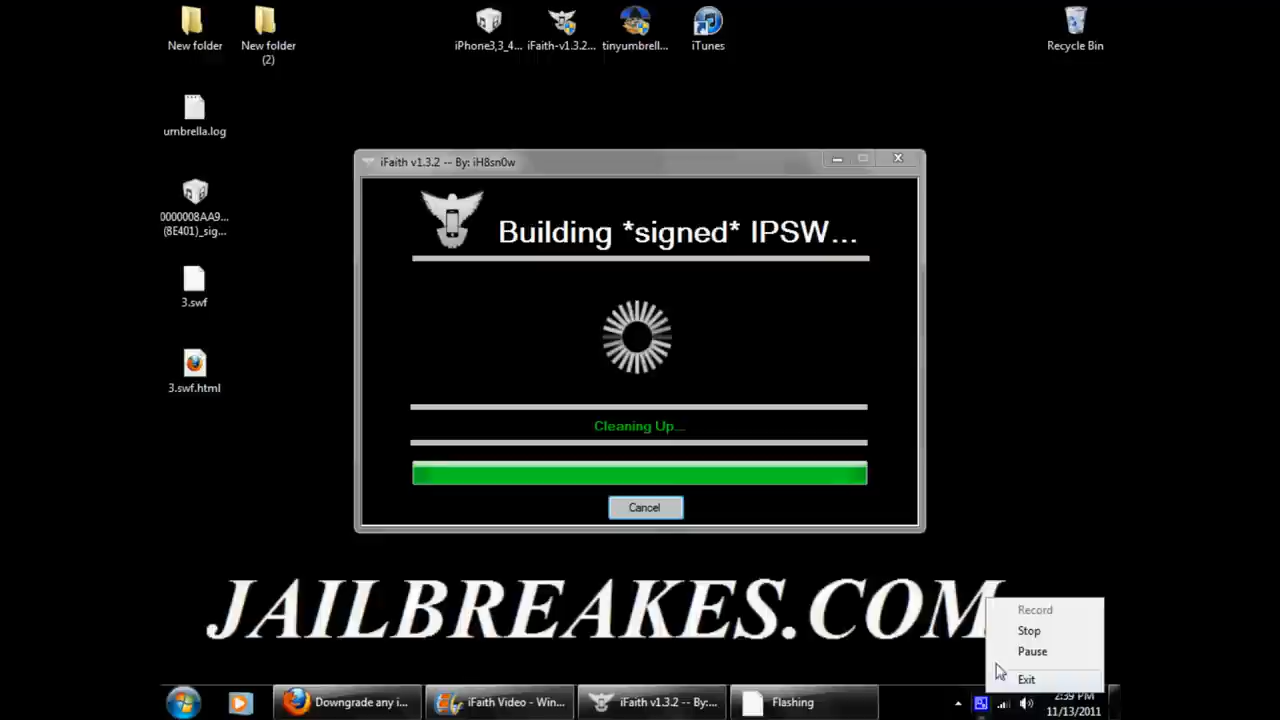 New folder
New folder
(2)
iPhone3,3_4...
iFaith-v1.3.2...
tinyumbrell...
iTunes
Recycle Bin
umbrella.log
0000008AA9...
(8E401)_sig...
3.swf
3.swf.html
iFaith v1.3.2 -- By: iH8sn0w
Building *signed* IPSW...
Cleaning Up...
Cancel
JAILBREAKES.COM
Record
Stop
Pause
Exit
Downgrade any i...
iFaith Video - Win...
iFaith v1.3.2 -- By:...
Flashing
2:39 PM
11/13/2011